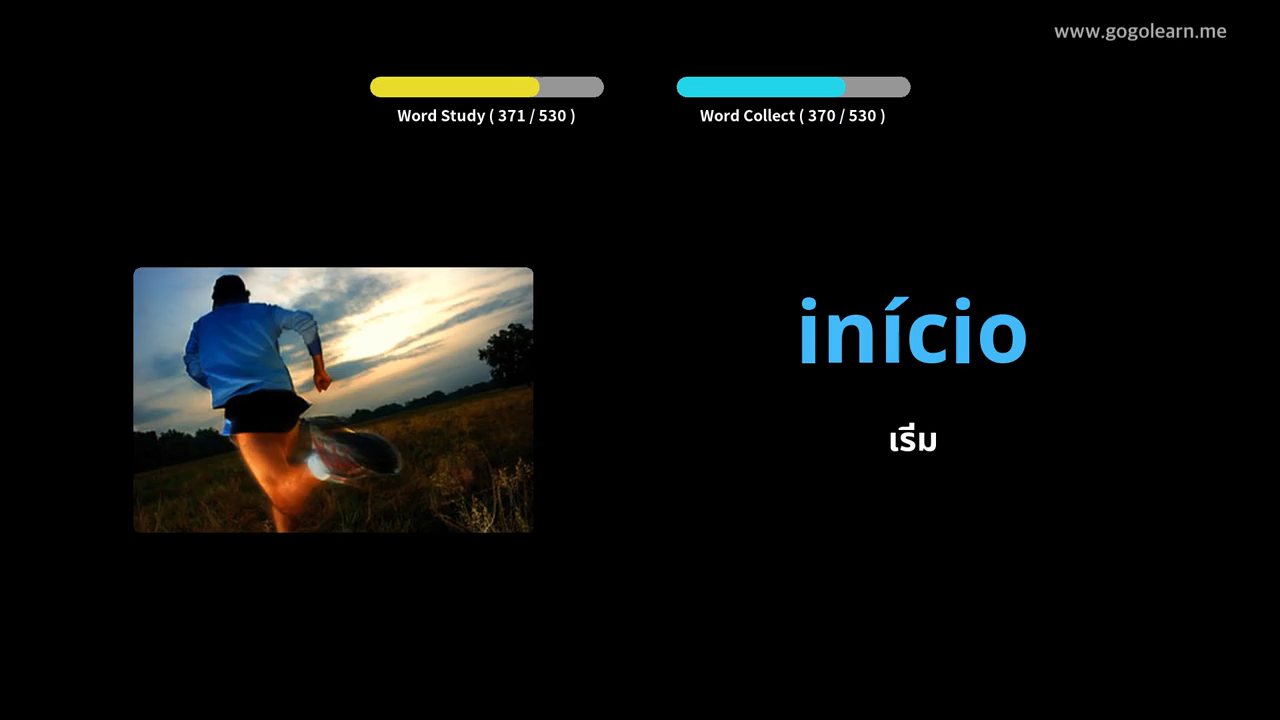 www.gogolearn.me
Word Study ( 371 / 530 )
Word Collect ( 370 / 530 )
início
เริ่ม